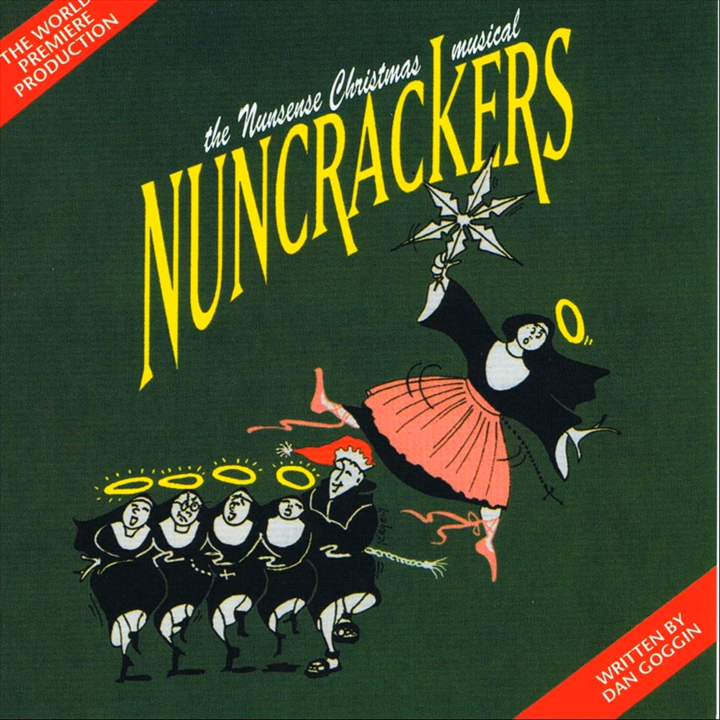 THE WORLD
PREMIERE
PRODUCTION
the Nunsense Christmas musical
NUNCRACKERS
WRITTEN BY
DAN GOGGIN